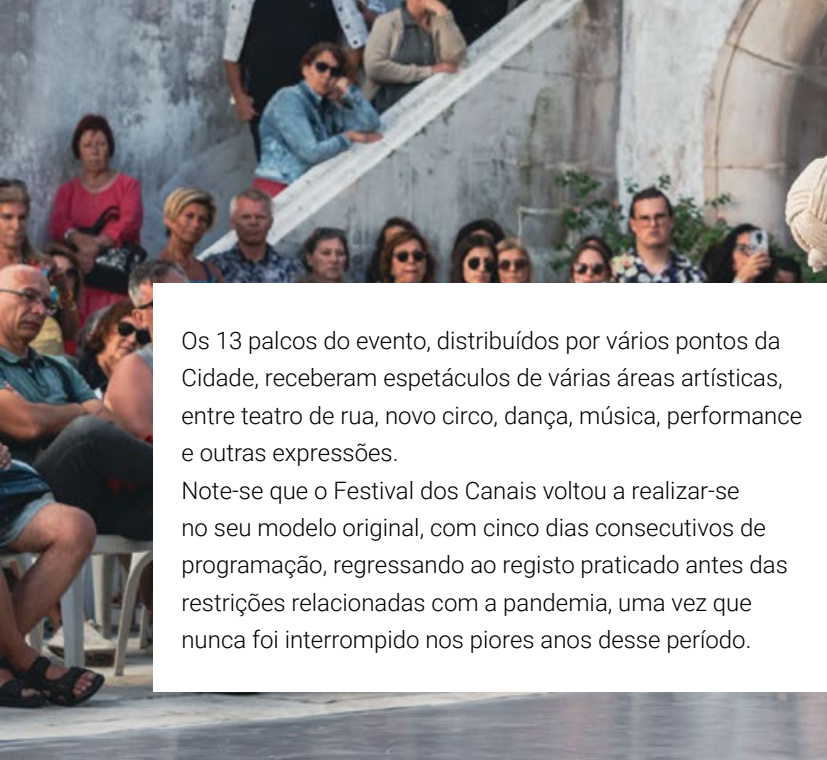 Os 13 palcos do evento, distribuídos por vários pontos da
Cidade, receberam espetáculos de várias áreas artísticas,
entre teatro de rua, novo circo, dança, música, performance
e outras expressões.
Note-se que o Festival dos Canais voltou a realizar-se
no seu modelo original, com cinco dias consecutivos de
programação, regressando ao registo praticado antes das
restrições relacionadas com a pandemia, uma vez que
nunca foi interrompido nos piores anos desse período.